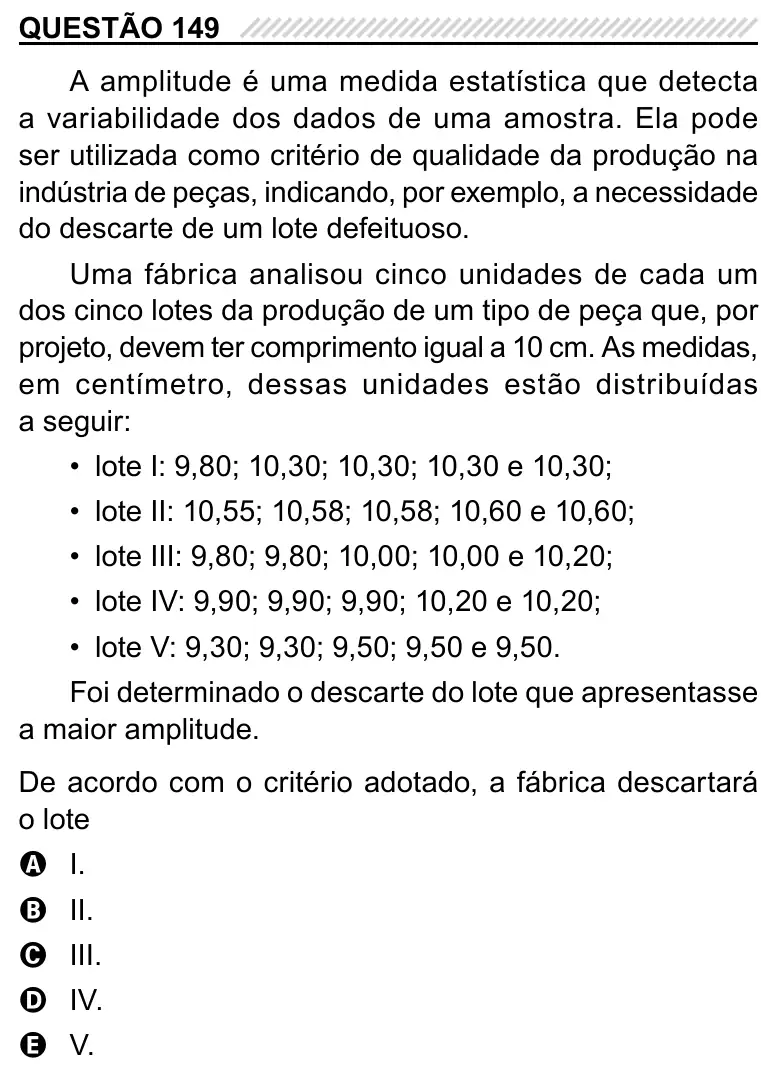 QUESTÃO 149
A amplitude é uma medida estatística que detecta
a variabilidade dos dados de uma amostra. Ela pode
ser utilizada como critério de qualidade da produção na
indústria de peças, indicando, por exemplo, a necessidade
do descarte de um lote defeituoso.
Uma fábrica analisou cinco unidades de cada um
dos cinco lotes da produção de um tipo de peça que, por
projeto, devem ter comprimento igual a 10 cm. As medidas,
em centímetro, dessas unidades estão distribuídas
a seguir:
• lote I: 9,80; 10,30; 10,30; 10,30 e 10,30;
• lote II: 10,55; 10,58; 10,58; 10,60 e 10,60;
• lote III: 9,80; 9,80; 10,00; 10,00 e 10,20;
• lote IV: 9,90; 9,90; 9,90; 10,20 e 10,20;
• lote V: 9,30; 9,30; 9,50; 9,50 e 9,50.
Foi determinado o descarte do lote que apresentasse
a maior amplitude.
De acordo com o critério adotado, a fábrica descartará
o lote
A I.
B II.
C III.
D IV.
E V.